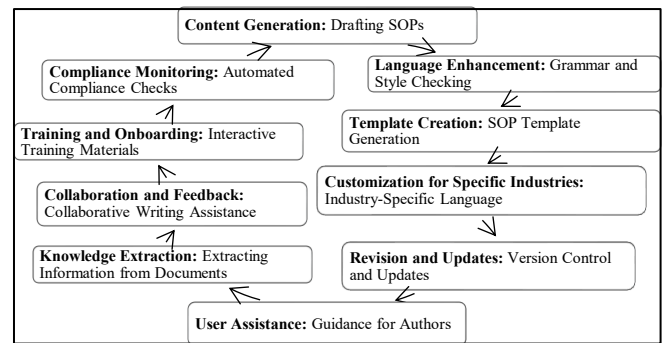 Content Generation: Drafting SOPs
Language Enhancement: Grammar and
Style Checking
Template Creation: SOP Template
Generation
Customization for Specific Industries:
Industry-Specific Language
Revision and Updates: Version Control
and Updates
User Assistance: Guidance for Authors
Knowledge Extraction: Extracting
Information from Documents
Collaboration and Feedback:
Collaborative Writing Assistance
Training and Onboarding: Interactive
Training Materials
Compliance Monitoring: Automated
Compliance Checks